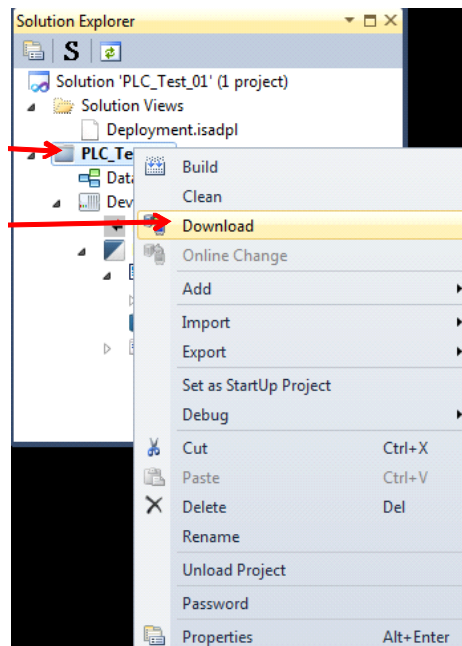 Solution Explorer
S
Solution 'PLC_Test_01' (1 project)
Solution Views
Deployment.isadpl
PLC_Te
Data
Dev
Build
Clean
Download
Online Change
Add
Import
Export
Set as StartUp Project
Debug
Cut Ctrl+X
Paste Ctrl+V
Delete Del
Rename
Unload Project
Password
Properties Alt+Enter